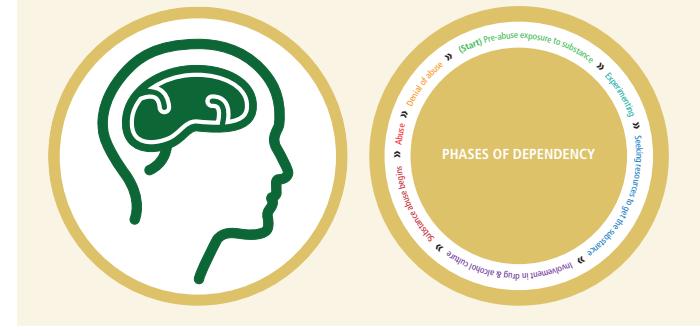 (Start) Pre-abuse exposure to substance »
Experimenting »
Seeking resources to get the substance »
Involvement in drug & alcohol culture »
Substance abuse begins »
Abuse »
Denial of abuse »
PHASES OF DEPENDENCY